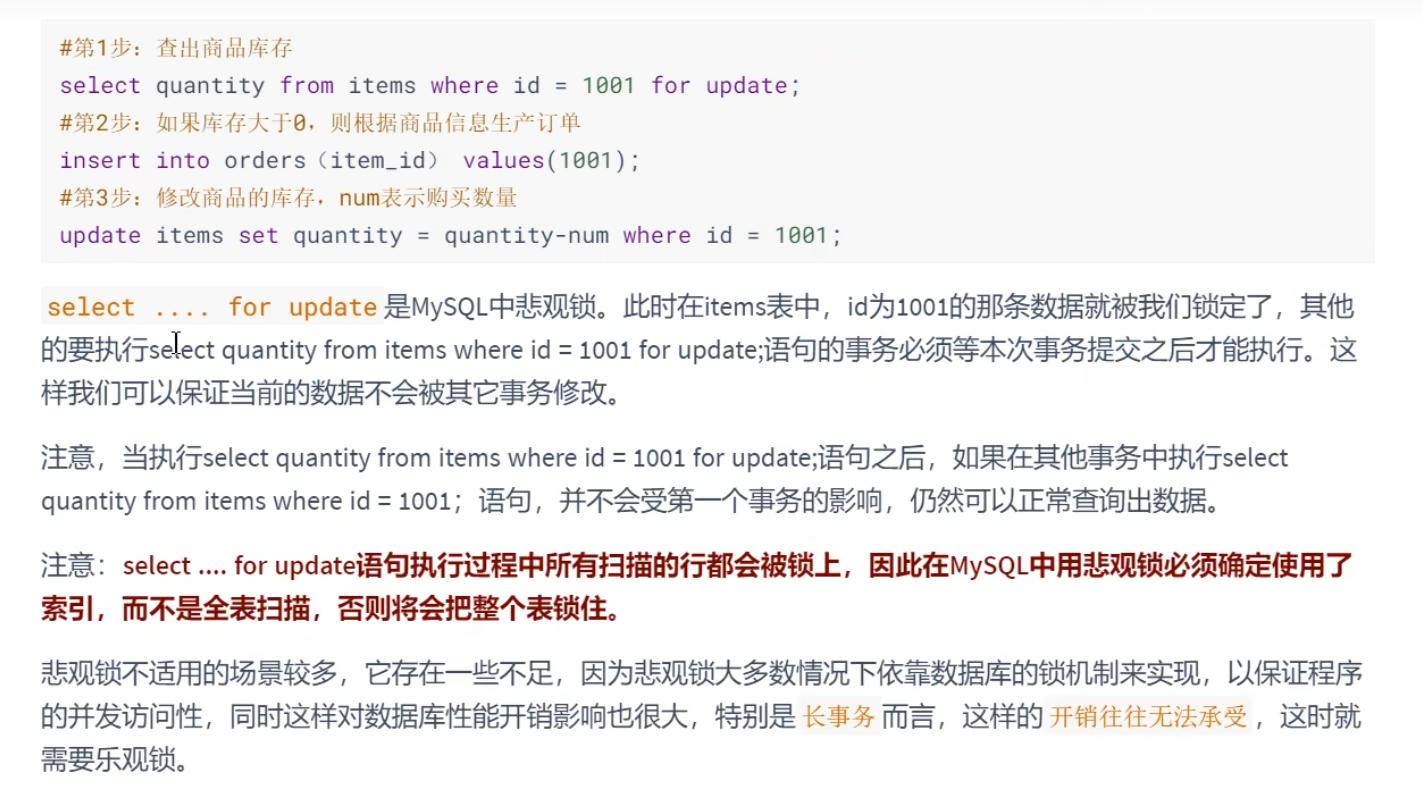 #第1步：查出商品库存
select quantity from items where id = 1001 for update;
#第2步：如果库存大于0，则根据商品信息生产订单
insert into orders（item_id） values(1001);
#第3步：修改商品的库存，num表示购买数量
update items set quantity = quantity-num where id = 1001;
select .... for update是MySQL中悲观锁。此时在items表中，id为1001的那条数据就被我们锁定了，其他
的要执行select quantity from items where id = 1001 for update;语句的事务必须等本次事务提交之后才能执行。这
样我们可以保证当前的数据不会被其它事务修改。
注意，当执行select quantity from items where id = 1001 for update;语句之后，如果在其他事务中执行select
quantity from items where id = 1001；语句，并不会受第一个事务的影响，仍然可以正常查询出数据。
注意：select .... for update语句执行过程中所有扫描的行都会被锁上，因此在MySQL中用悲观锁必须确定使用了
索引，而不是全表扫描，否则将会把整个表锁住。
悲观锁不适用的场景较多，它存在一些不足，因为悲观锁大多数情况下依靠数据库的锁机制来实现，以保证程序
的并发访问性，同时这样对数据库性能开销影响也很大，特别是 长事务 而言，这样的 开销往往无法承受 ，这时就
需要乐观锁。